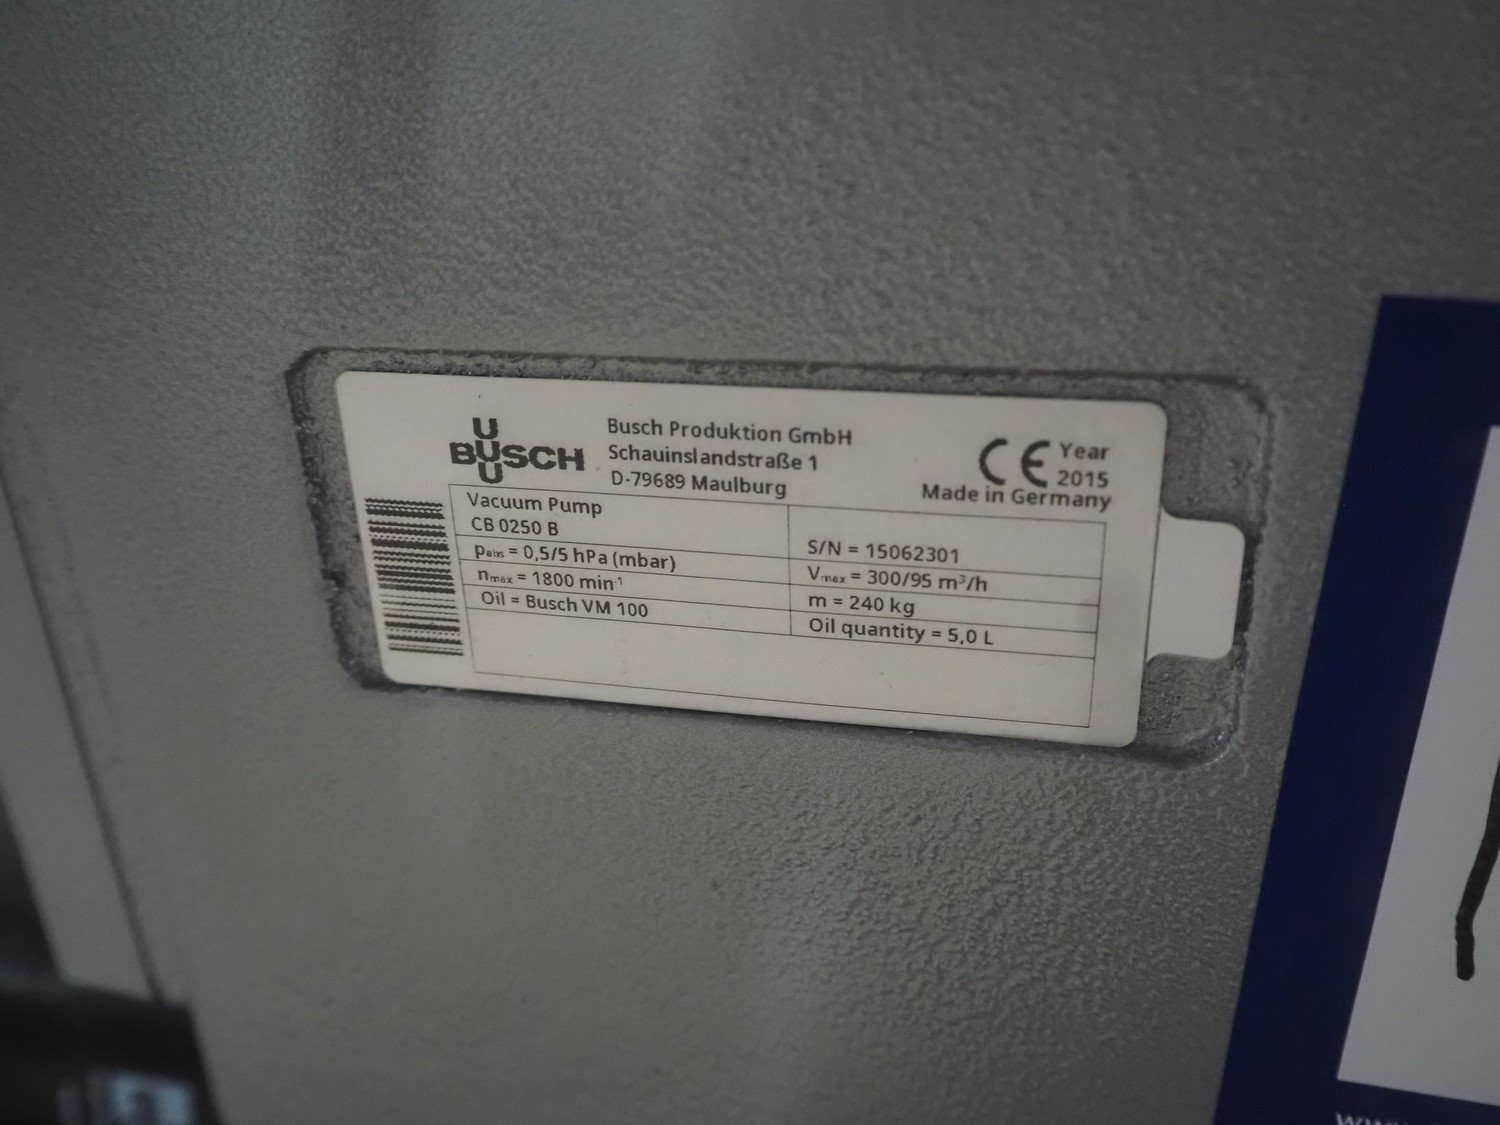 BUSCH
U
U
Busch Produktion GmbH
Schauinslandstraße 1
D-79689 Maulburg
CE Year
2015
Made in Germany
Vacuum Pump
CB 0250 B
S/N = 15062301
pabs = 0,5/5 hPa (mbar)
Vmax = 300/95 m³/h
nmax = 1800 min-1
m = 240 kg
Oil = Busch VM 100
Oil quantity = 5,0 L